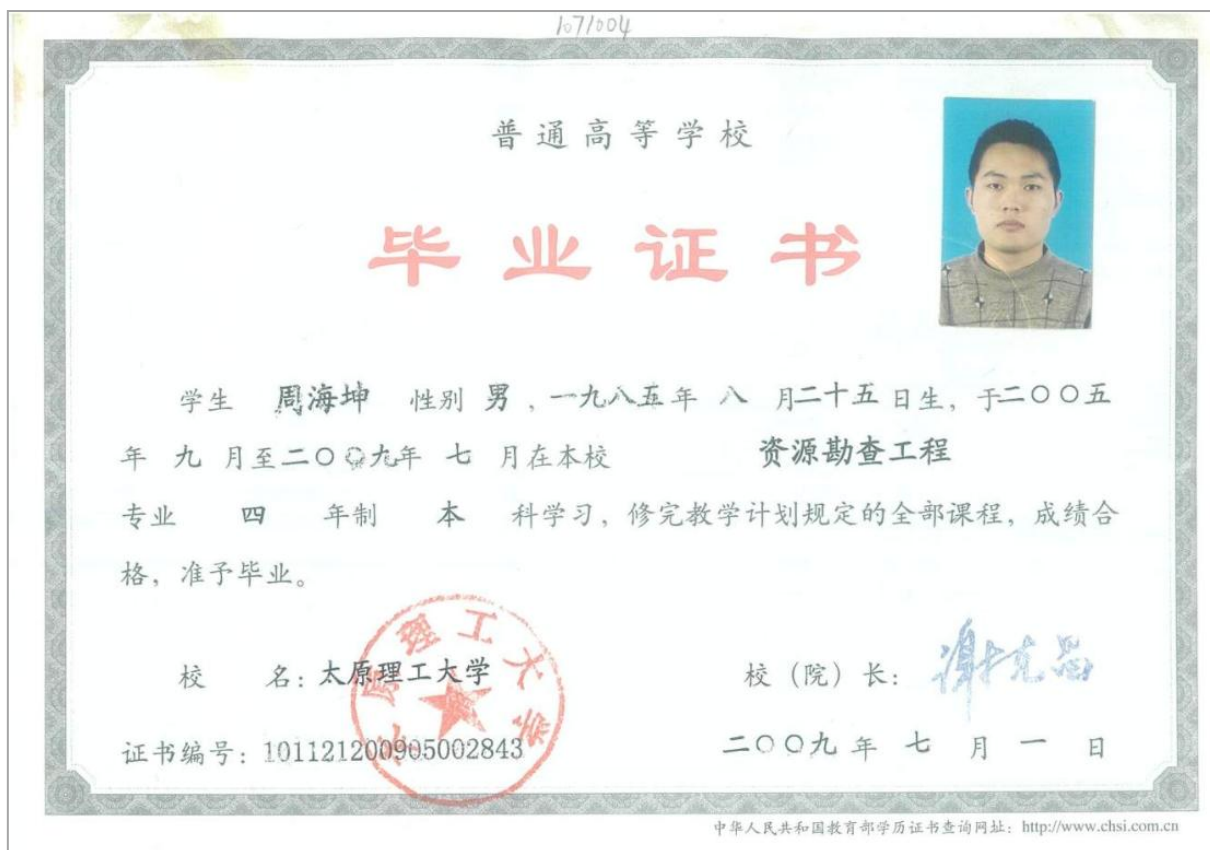 1071004
普通高等学校
毕业证书
学生 周海坤 性别 男，一九八五年 八 月二十五日生，于二〇〇五
年 九 月至二〇〇九年 七 月在本校 资源勘查工程
专业 四 年制 本 科学习，修完教学计划规定的全部课程，成绩合
格，准予毕业。
太原理工大学
校 名：太原理工大学 校（院）长：
证书编号：101121200905002843 二〇〇九 年 七 月 一 日
中华人民共和国教育部学历证书查询网址：http://www.chsi.com.cn